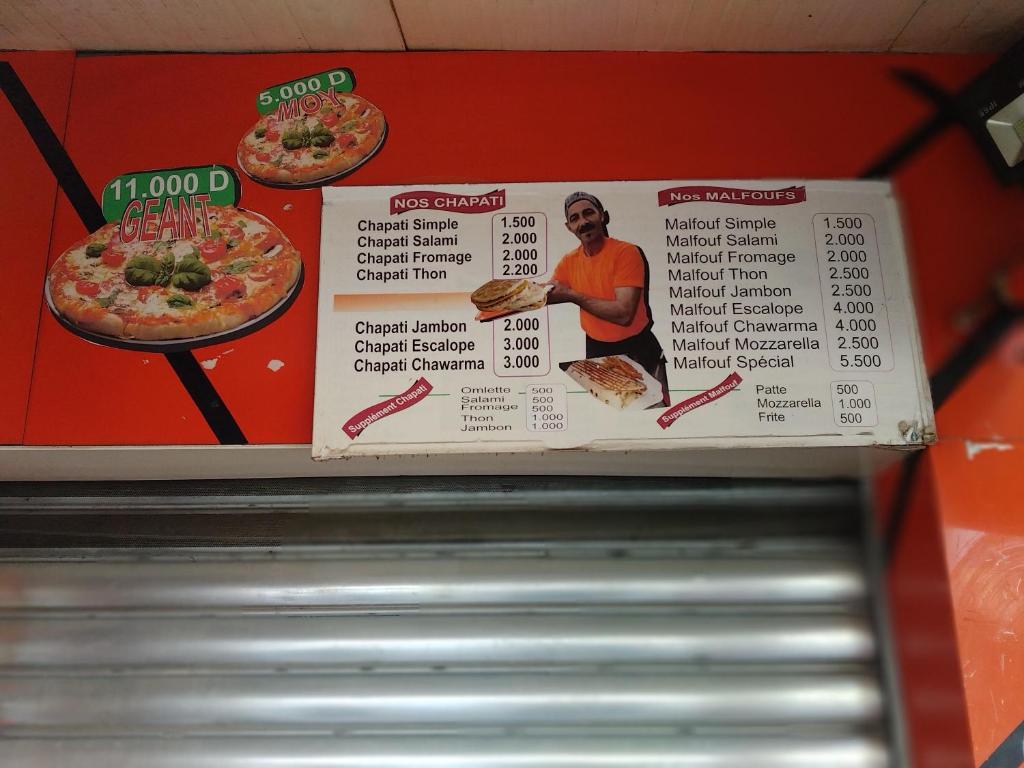 5.000 D
MOY
11.000 D
GEANT
NOS CHAPATI
Chapati Simple 1.500
Chapati Salami 2.000
Chapati Fromage 2.000
Chapati Thon 2.200
Chapati Jambon 2.000
Chapati Escalope 3.000
Chapati Chawarma 3.000
Supplément Chapati
Omlette 500
Salami 500
Fromage 500
Thon 1.000
Jambon 1.000
Nos MALFOUFS
Malfouf Simple 1.500
Malfouf Salami 2.000
Malfouf Fromage 2.000
Malfouf Thon 2.500
Malfouf Jambon 2.500
Malfouf Escalope 4.000
Malfouf Chawarma 4.000
Malfouf Mozzarella 2.500
Malfouf Spécial 5.500
Supplément Malfouf
Patte 500
Mozzarella 1.000
Frite 500